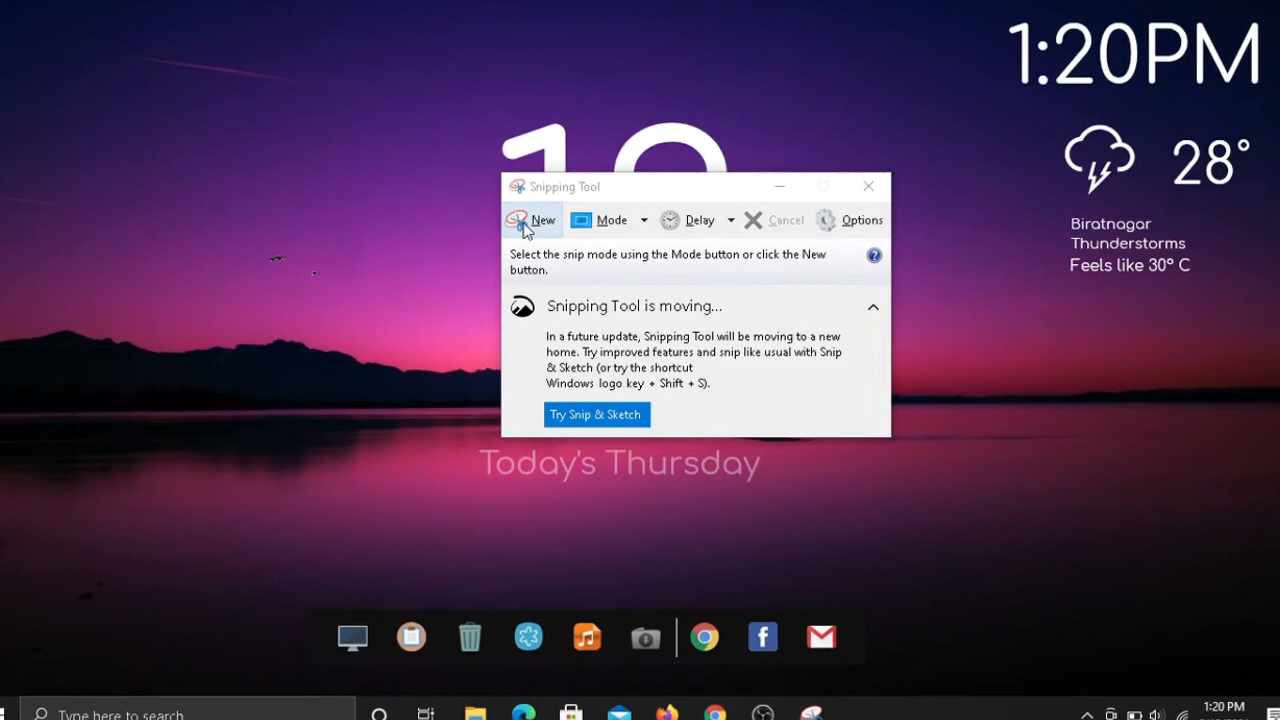 1:20PM
28°
Biratnagar
Thunderstorms
Feels like 30° C
Snipping Tool
New Mode Delay Cancel Options
Select the snip mode using the Mode button or click the New
button.
Snipping Tool is moving...
In a future update, Snipping Tool will be moving to a new
home. Try improved features and snip like usual with Snip
& Sketch (or try the shortcut
Windows logo key + Shift + S).
Try Snip & Sketch
Today's Thursday
Type here to search
1:20 PM